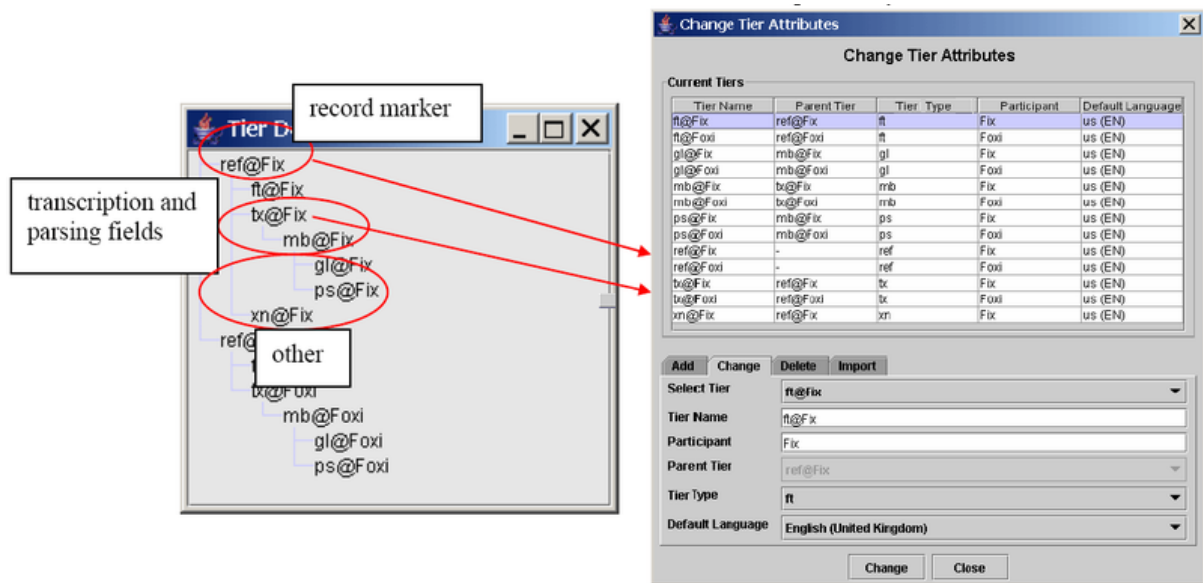 record marker
Tier D
ref@Fix
ft@Fix
tx@Fix
mb@Fix
gl@Fix
ps@Fix
xn@Fix
ref@
tx@Foxi
mb@Foxi
gl@Foxi
ps@Foxi
transcription and
parsing fields
other
Change Tier Attributes
Change Tier Attributes
Current Tiers
Tier Name Parent Tier Tier Type Participant Default Language
ft@Fix ref@Fix ft Fix us (EN)
ft@Foxi ref@Foxi ft Foxi us (EN)
gl@Fix mb@Fix gl Fix us (EN)
gl@Foxi mb@Foxi gl Foxi us (EN)
mb@Fix tx@Fix mb Fix us (EN)
mb@Foxi tx@Foxi mb Foxi us (EN)
ps@Fix mb@Fix ps Fix us (EN)
ps@Foxi mb@Foxi ps Foxi us (EN)
ref@Fix - ref Fix us (EN)
ref@Foxi - ref Foxi us (EN)
tx@Fix ref@Fix tx Fix us (EN)
tx@Foxi ref@Foxi tx Foxi us (EN)
xn@Fix ref@Fix xn Fix us (EN)
Add Change Delete Import
Select Tier ft@Fix
Tier Name ft@Fix
Participant Fix
Parent Tier ref@Fix
Tier Type ft
Default Language English (United Kingdom)
Change Close